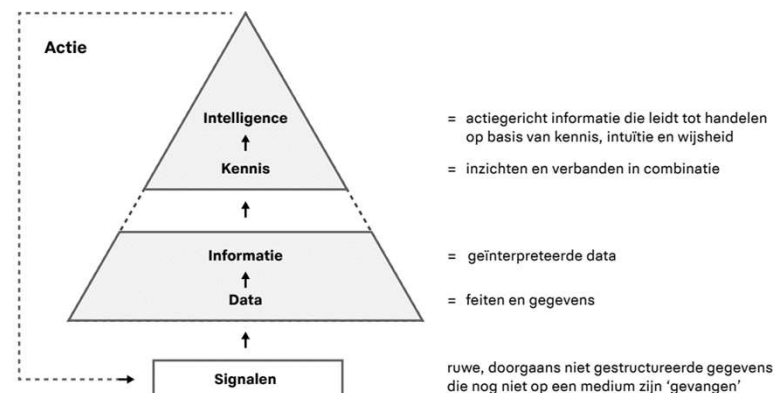 Actie
Intelligence
= actiegericht informatie die leidt tot handelen
op basis van kennis, intuïtie en wijsheid
Kennis
= inzichten en verbanden in combinatie
Informatie
= geïnterpreteerde data
Data
= feiten en gegevens
Signalen
ruwe, doorgaans niet gestructureerde gegevens
die nog niet op een medium zijn ‘gevangen’